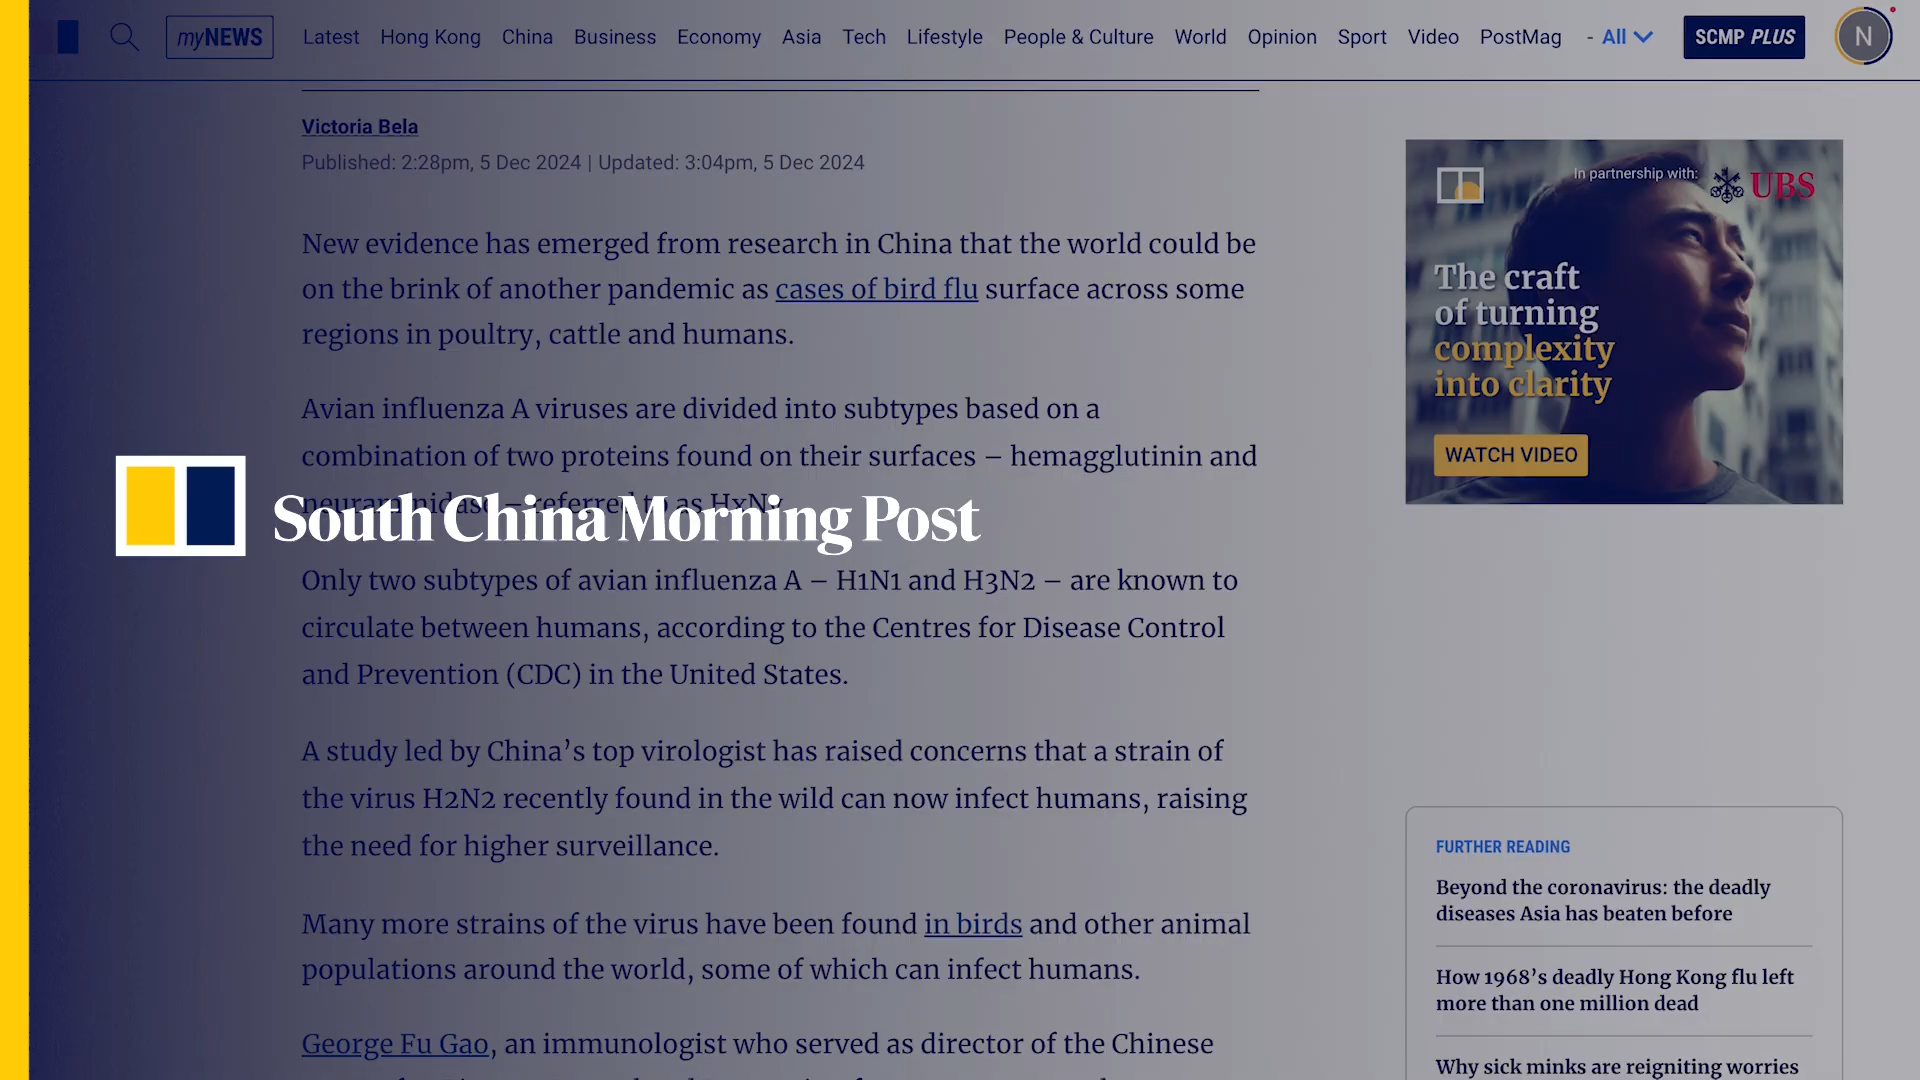 myNEWS
Latest
Hong Kong
China
Business
Economy
Asia
Tech
Lifestyle
People & Culture
World
Opinion
Sport
Video
PostMag
- All
SCMP PLUS
N
Victoria Bela
Published: 2:28pm, 5 Dec 2024 | Updated: 3:04pm, 5 Dec 2024
New evidence has emerged from research in China that the world could be
on the brink of another pandemic as cases of bird flu surface across some
regions in poultry, cattle and humans.
Avian influenza A viruses are divided into subtypes based on a
combination of two proteins found on their surfaces – hemagglutinin and
neuraminidase – referred to as HxNy.
South China Morning Post
Only two subtypes of avian influenza A – H1N1 and H3N2 – are known to
circulate between humans, according to the Centres for Disease Control
and Prevention (CDC) in the United States.
A study led by China’s top virologist has raised concerns that a strain of
the virus H2N2 recently found in the wild can now infect humans, raising
the need for higher surveillance.
Many more strains of the virus have been found in birds and other animal
populations around the world, some of which can infect humans.
George Fu Gao, an immunologist who served as director of the Chinese
In partnership with:
UBS
The craft
of turning
complexity
into clarity
WATCH VIDEO
FURTHER READING
Beyond the coronavirus: the deadly
diseases Asia has beaten before
How 1968’s deadly Hong Kong flu left
more than one million dead
Why sick minks are reigniting worries